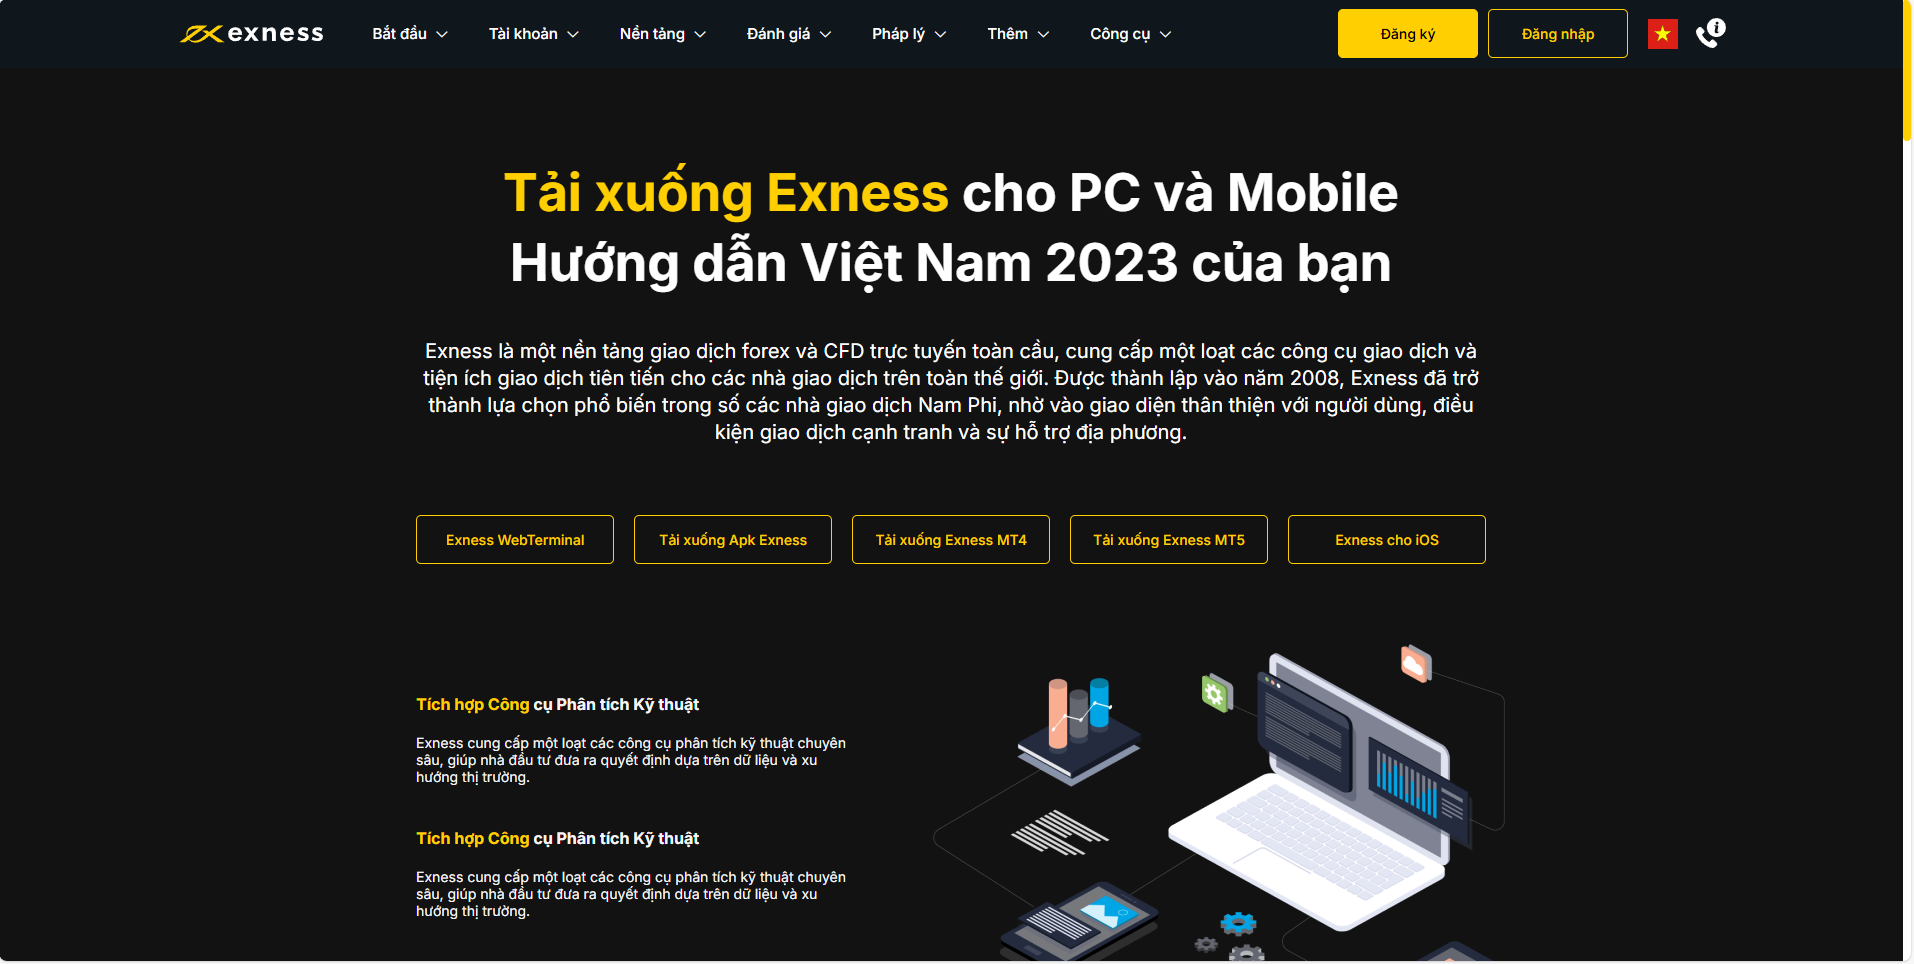 exness
Bắt đầu
Tài khoản
Nền tảng
Đánh giá
Pháp lý
Thêm
Công cụ
Đăng ký
Đăng nhập
Tải xuống Exness cho PC và Mobile
Hướng dẫn Việt Nam 2023 của bạn
Exness là một nền tảng giao dịch forex và CFD trực tuyến toàn cầu, cung cấp một loạt các công cụ giao dịch và
tiện ích giao dịch tiên tiến cho các nhà giao dịch trên toàn thế giới. Được thành lập vào năm 2008, Exness đã trở
thành lựa chọn phổ biến trong số các nhà giao dịch Nam Phi, nhờ vào giao diện thân thiện với người dùng, điều
kiện giao dịch cạnh tranh và sự hỗ trợ địa phương.
Exness WebTerminal
Tải xuống Apk Exness
Tải xuống Exness MT4
Tải xuống Exness MT5
Exness cho iOS
Tích hợp Công cụ Phân tích Kỹ thuật
Exness cung cấp một loạt các công cụ phân tích kỹ thuật chuyên
sâu, giúp nhà đầu tư đưa ra quyết định dựa trên dữ liệu và xu
hướng thị trường.
Tích hợp Công cụ Phân tích Kỹ thuật
Exness cung cấp một loạt các công cụ phân tích kỹ thuật chuyên
sâu, giúp nhà đầu tư đưa ra quyết định dựa trên dữ liệu và xu
hướng thị trường.